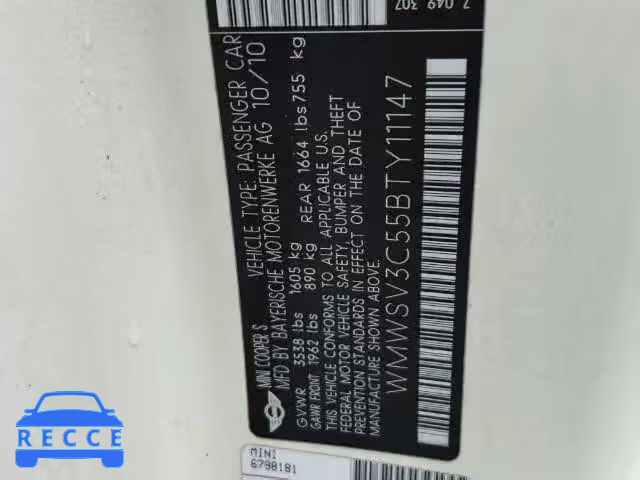 7 049 307
MINI COOPER S VEHICLE TYPE: PASSENGER CAR
MFD BY BAYERISCHE MOTORENWERKE AG 10/10
GVWR 3538 lbs 1605 kg
GAWR FRONT 1962 lbs 890 kg REAR 1664 lbs 755 kg
THIS VEHICLE CONFORMS TO ALL APPLICABLE U.S.
FEDERAL MOTOR VEHICLE SAFETY, BUMPER AND THEFT
PREVENTION STANDARDS IN EFFECT ON THE DATE OF
MANUFACTURE SHOWN ABOVE.
WMWSV3C55BTY11147
MINI
6798181
RECCE